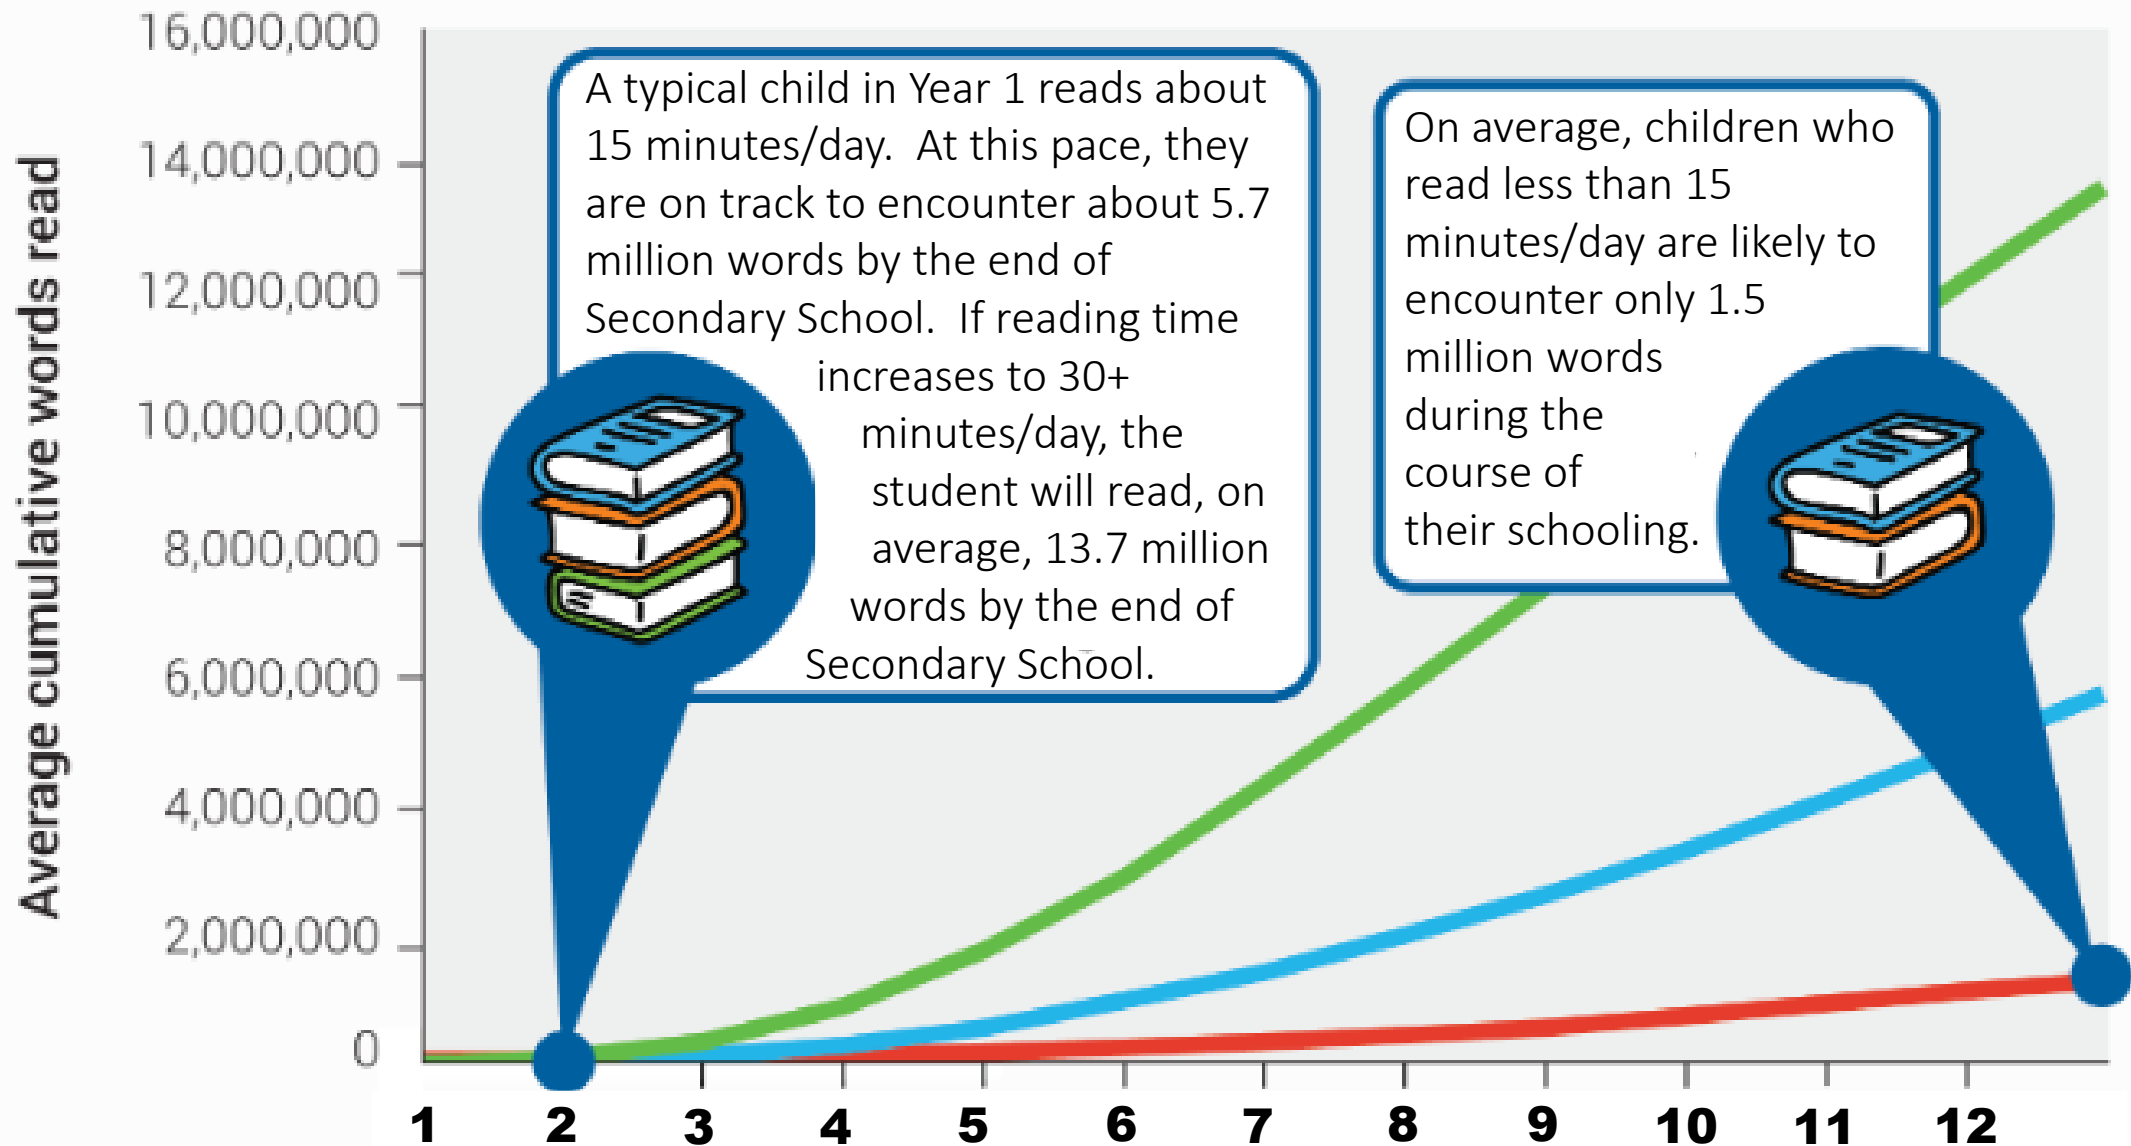 Average cumulative words read
16,000,000
14,000,000
12,000,000
10,000,000
8,000,000
6,000,000
4,000,000
2,000,000
0
A typical child in Year 1 reads about
15 minutes/day.  At this pace, they
are on track to encounter about 5.7
million words by the end of
Secondary School.  If reading time
increases to 30+
minutes/day, the
student will read, on
average, 13.7 million
words by the end of
Secondary School.
On average, children who
read less than 15
minutes/day are likely to
encounter only 1.5
million words
during the
course of
their schooling.
1 2 3 4 5 6 7 8 9 10 11 12